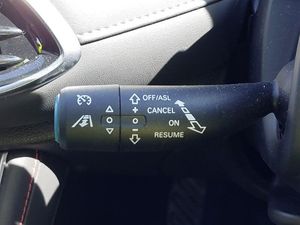 OFF/ASL
+ CANCEL
ON
− RESUME